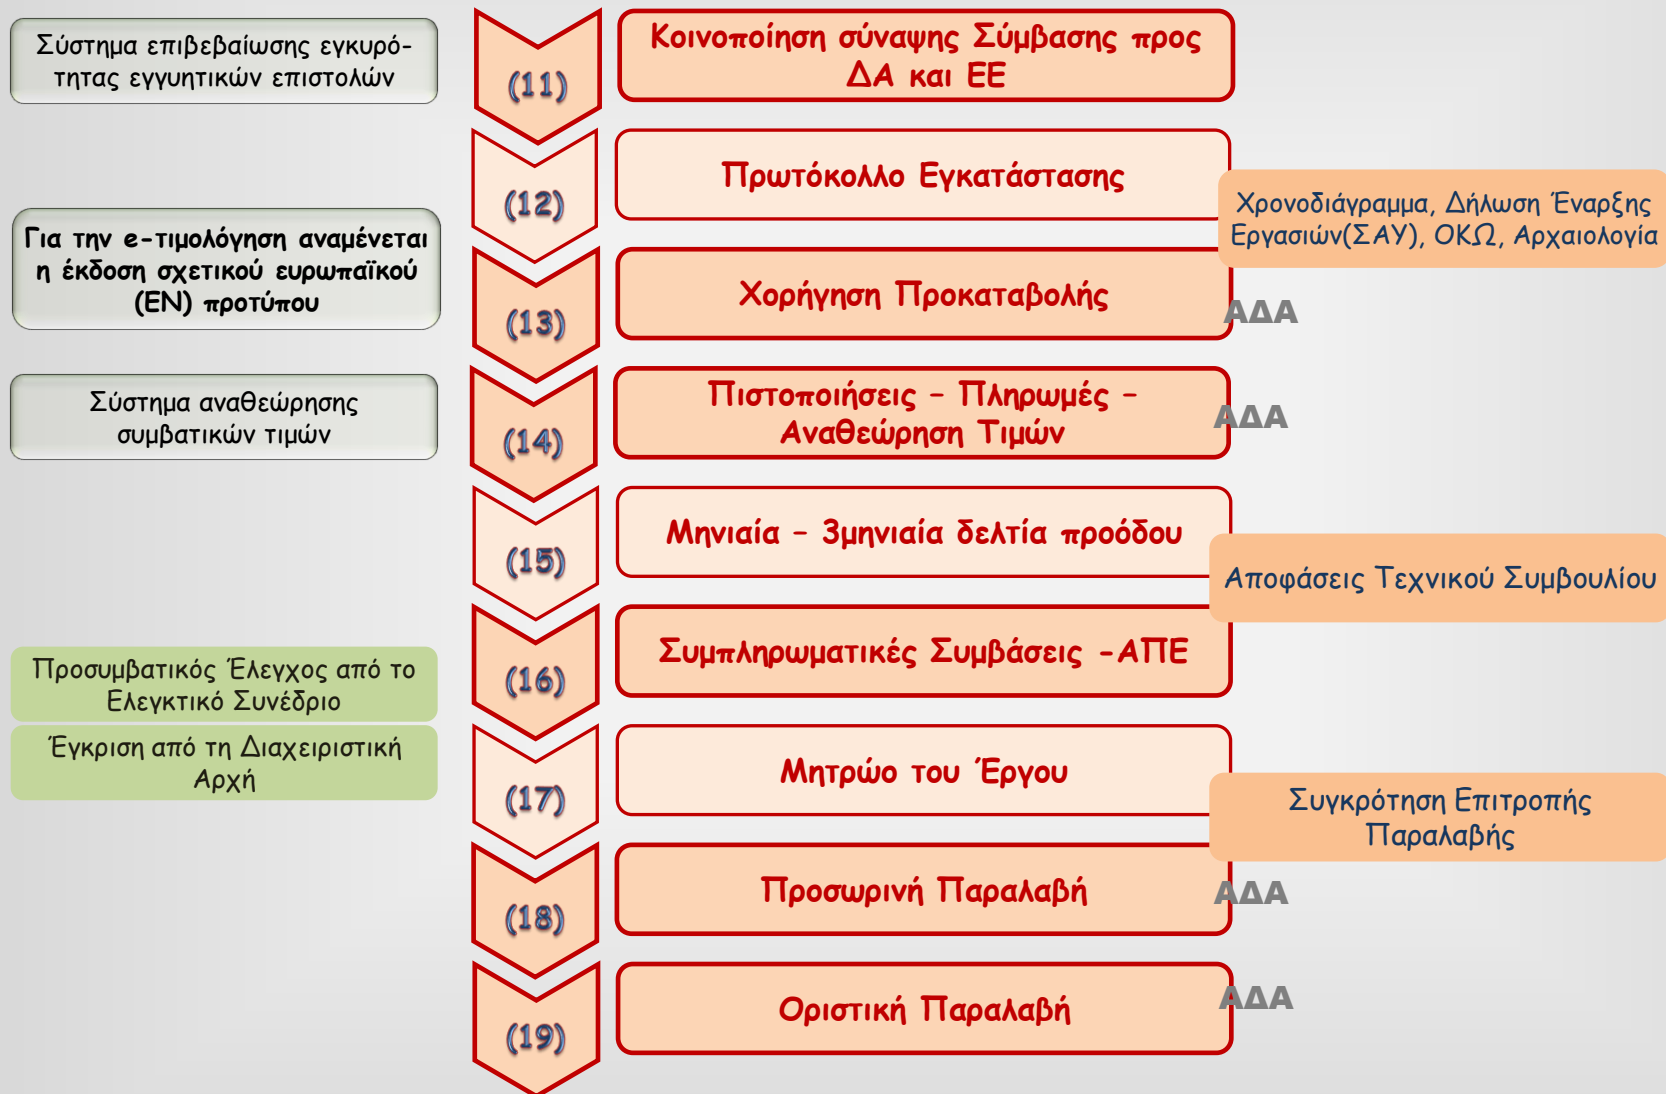 Σύστημα επιβεβαίωσης εγκυρό-
τητας εγγυητικών επιστολών
(11)
Κοινοποίηση σύναψης Σύμβασης προς
ΔΑ και ΕΕ
(12)
Πρωτόκολλο Εγκατάστασης
Χρονοδιάγραμμα, Δήλωση Έναρξης
Εργασιών(ΣΑΥ), ΟΚΩ, Αρχαιολογία
Για την e-τιμολόγηση αναμένεται
η έκδοση σχετικού ευρωπαϊκού
(ΕΝ) προτύπου
(13)
Χορήγηση Προκαταβολής
ΑΔΑ
Σύστημα αναθεώρησης
συμβατικών τιμών
(14)
Πιστοποιήσεις – Πληρωμές –
Αναθεώρηση Τιμών
ΑΔΑ
(15)
Μηνιαία – 3μηνιαία δελτία προόδου
Αποφάσεις Τεχνικού Συμβουλίου
(16)
Συμπληρωματικές Συμβάσεις -ΑΠΕ
Προσυμβατικός Έλεγχος από το
Ελεγκτικό Συνέδριο
Έγκριση από τη Διαχειριστική
Αρχή
(17)
Μητρώο του Έργου
Συγκρότηση Επιτροπής
Παραλαβής
(18)
Προσωρινή Παραλαβή
ΑΔΑ
(19)
Οριστική Παραλαβή
ΑΔΑ